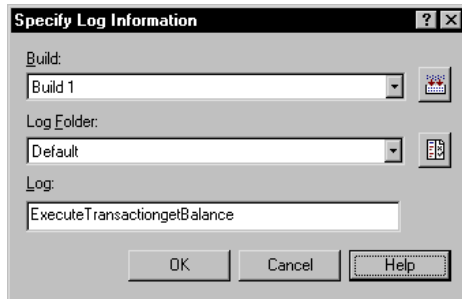 Specify Log Information
Build:
Build 1
Log Folder:
Default
Log:
ExecuteTransactiongetBalance
OK Cancel Help